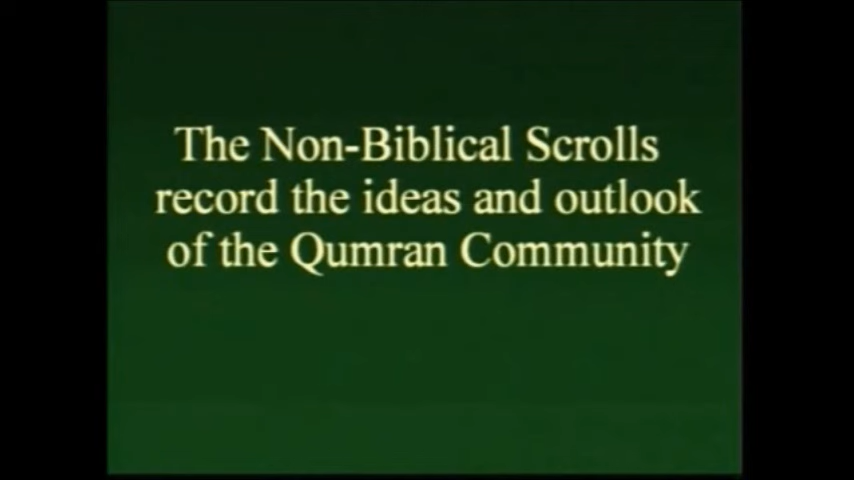 The Non-Biblical Scrolls
record the ideas and outlook
of the Qumran Community